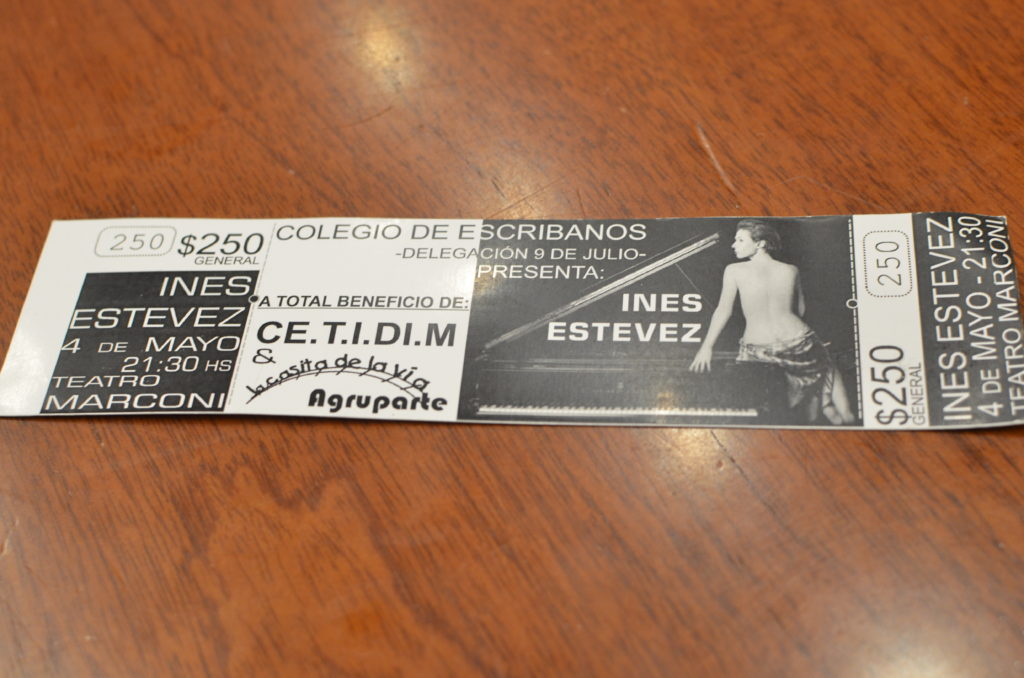 250 $250
GENERAL
INES
ESTEVEZ
4 DE MAYO
21:30 HS
TEATRO
MARCONI
COLEGIO DE ESCRIBANOS
-DELEGACIÓN 9 DE JULIO-
PRESENTA:
A TOTAL BENEFICIO DE:
CE.T.I.DI.M
&
la casita de la via
Agruparte
INES
ESTEVEZ
250
$250
GENERAL
INES ESTEVEZ
4 DE MAYO - 21:30
TEATRO MARCONI